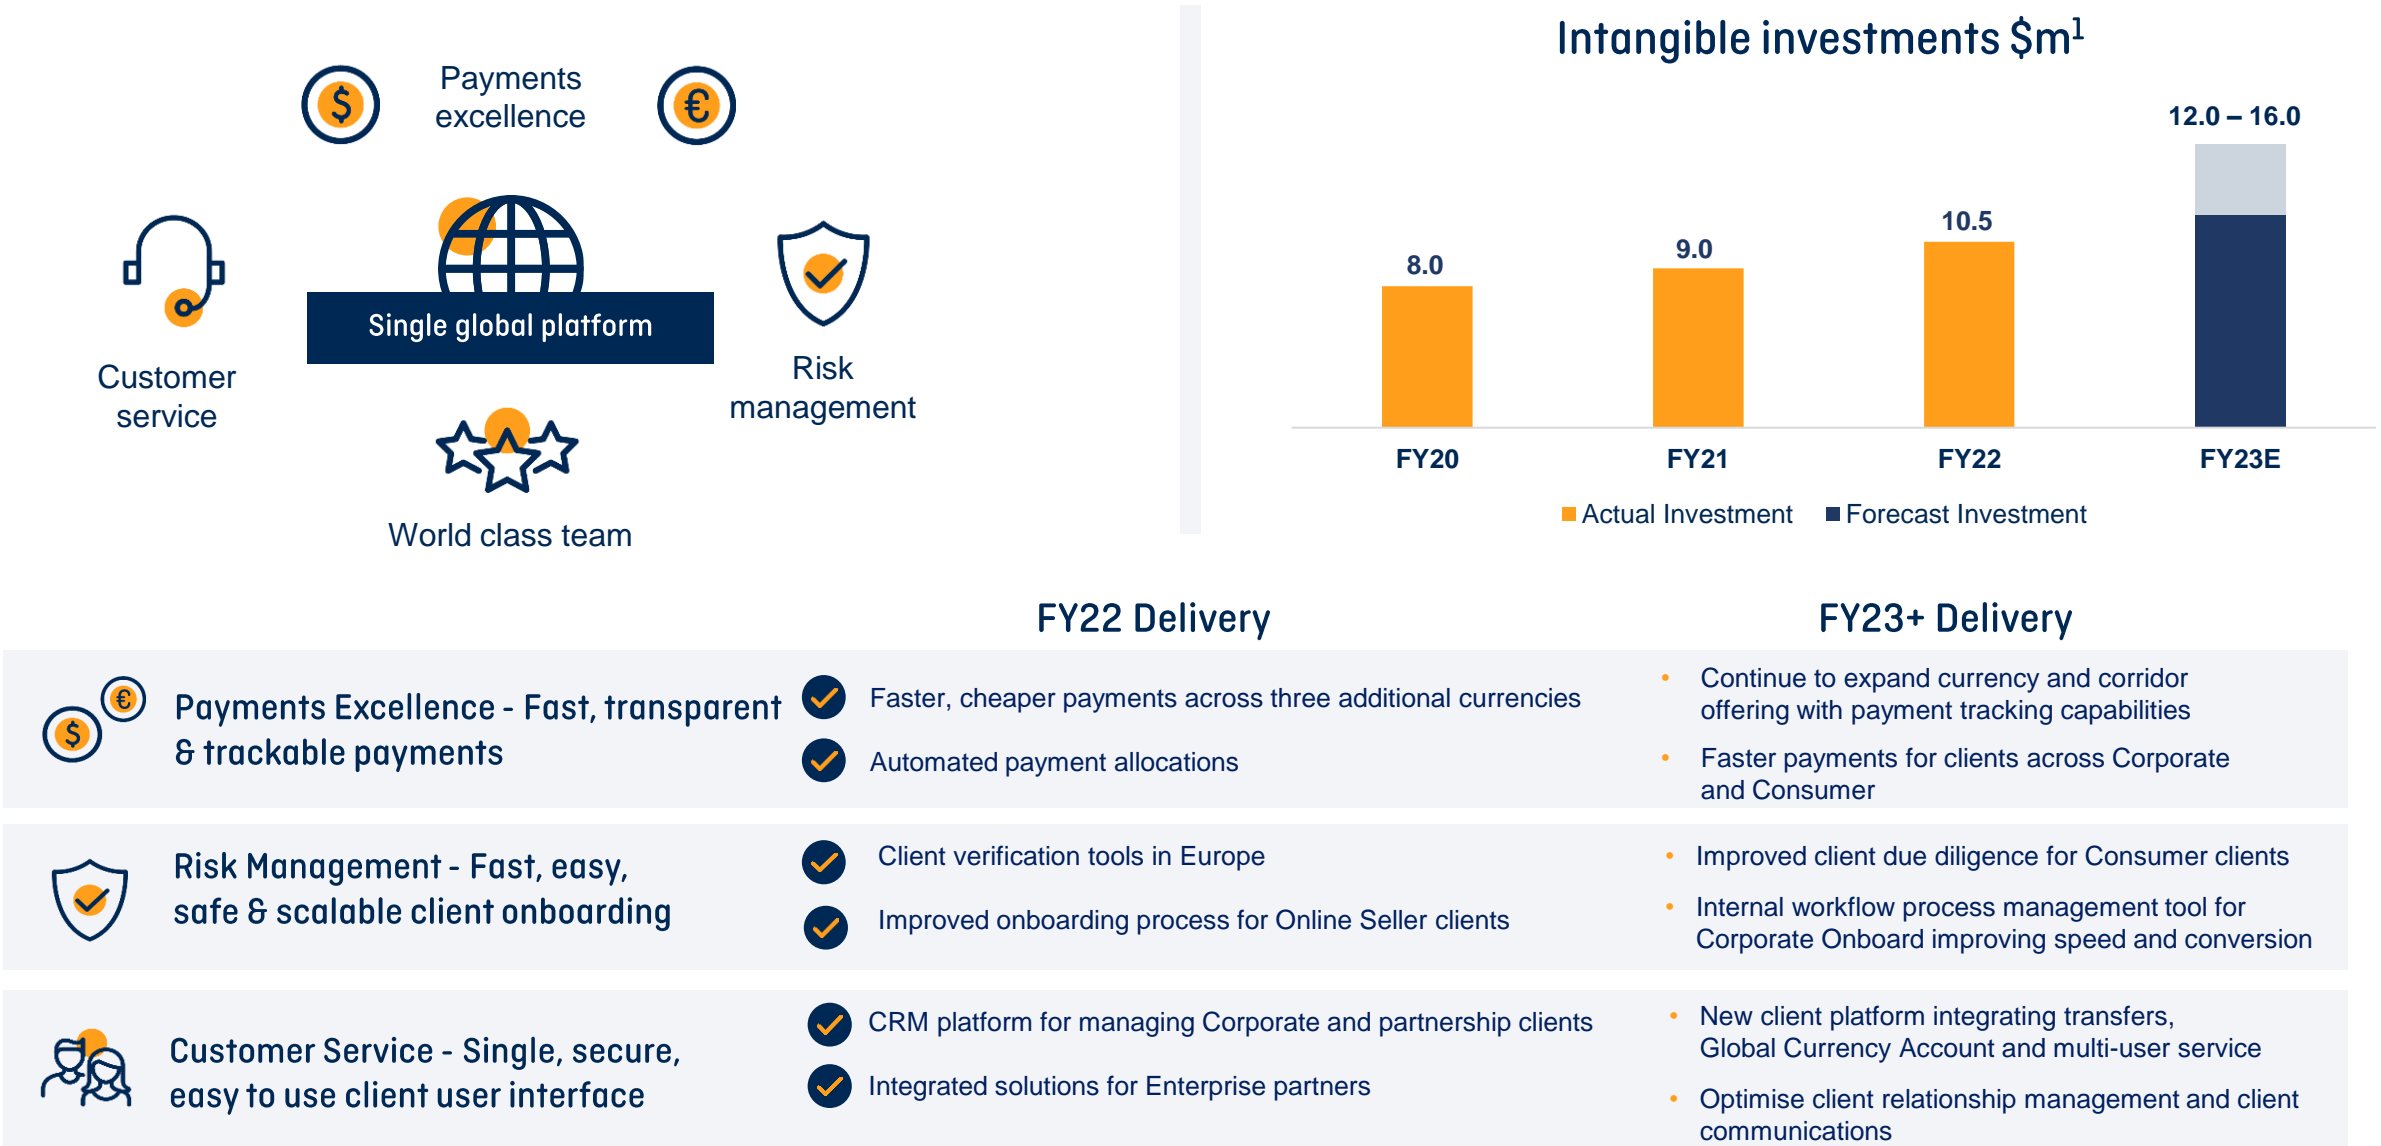 Payments
excellence
$
€
Single global platform
Customer
service
Risk
management
World class team
Intangible investments $m¹
12.0 – 16.0
10.5
9.0
8.0
FY20
FY21
FY22
FY23E
Actual Investment
Forecast Investment
FY22 Delivery
FY23+ Delivery
€
$
Payments Excellence - Fast, transparent
& trackable payments
Faster, cheaper payments across three additional currencies
Automated payment allocations
• Continue to expand currency and corridor
offering with payment tracking capabilities
• Faster payments for clients across Corporate
and Consumer
Risk Management - Fast, easy,
safe & scalable client onboarding
Client verification tools in Europe
Improved onboarding process for Online Seller clients
• Improved client due diligence for Consumer clients
• Internal workflow process management tool for
Corporate Onboard improving speed and conversion
Customer Service - Single, secure,
easy to use client user interface
CRM platform for managing Corporate and partnership clients
Integrated solutions for Enterprise partners
• New client platform integrating transfers,
Global Currency Account and multi-user service
• Optimise client relationship management and client
communications